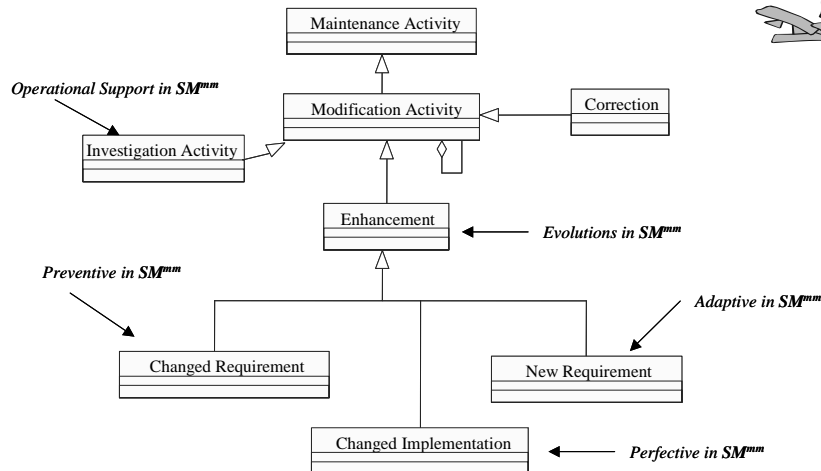 Maintenance Activity
Operational Support in SMmm
Modification Activity
Correction
Investigation Activity
Enhancement
Evolutions in SMmm
Preventive in SMmm
Adaptive in SMmm
Changed Requirement
New Requirement
Changed Implementation
Perfective in SMmm